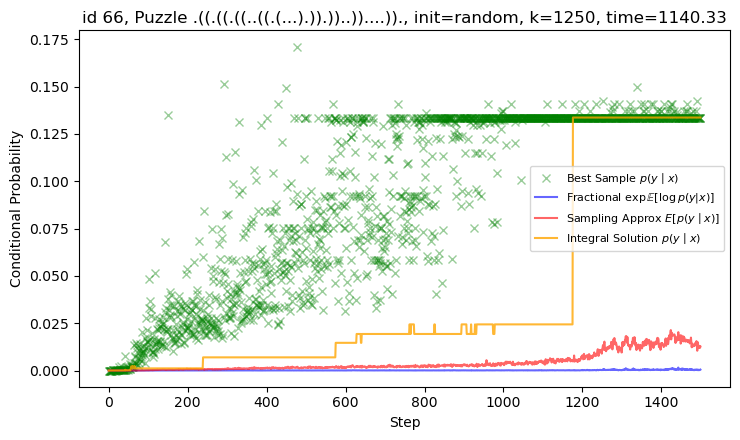 id 66, Puzzle .((.((.((..((.(...).)).))..))....))., init=random, k=1250, time=1140.33
Conditional Probability
0.175
0.150
0.125
0.100
0.075
0.050
0.025
0.000
Best Sample p(y | x)
Fractional exp 𝔼[log p(y|x)]
Sampling Approx E[p(y | x)]
Integral Solution p(y | x)
0 200 400 600 800 1000 1200 1400
Step